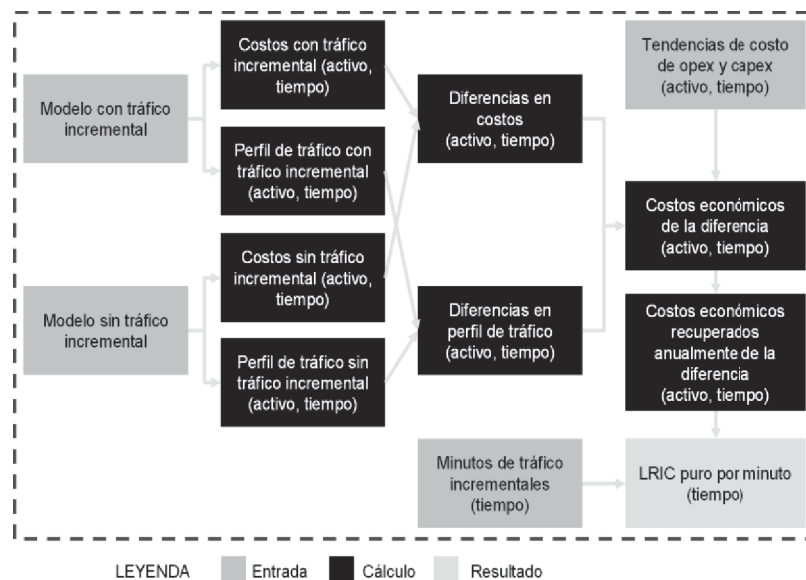 Modelo con tráfico
incremental
Costos con tráfico
incremental (activo,
tiempo)
Perfil de tráfico con
tráfico incremental
(activo, tiempo)
Modelo sin tráfico
incremental
Costos sin tráfico
incremental (activo,
tiempo)
Perfil de tráfico sin
tráfico incremental
(activo, tiempo)
Diferencias en
costos
(activo, tiempo)
Diferencias en
perfil de tráfico
(activo, tiempo)
Minutos de tráfico
incrementales
(tiempo)
Tendencias de costo
de opex y capex
(activo, tiempo)
Costos económicos
de la diferencia
(activo, tiempo)
Costos económicos
recuperados
anualmente de la
diferencia
(activo, tiempo)
LRIC puro por minuto
(tiempo)
LEYENDA Entrada Cálculo Resultado